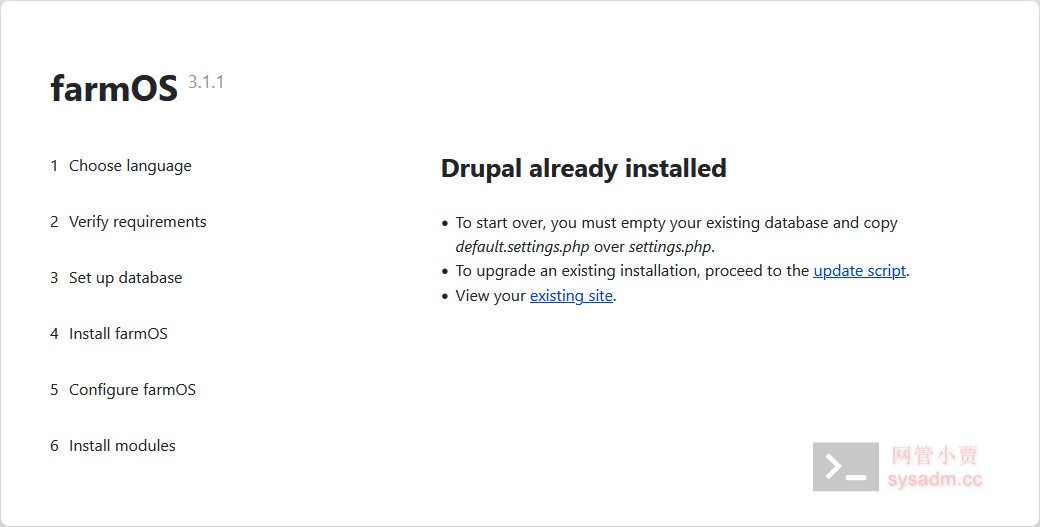 farmOS 3.1.1
1 Choose language
2 Verify requirements
3 Set up database
4 Install farmOS
5 Configure farmOS
6 Install modules
Drupal already installed
• To start over, you must empty your existing database and copy
default.settings.php over settings.php.
• To upgrade an existing installation, proceed to the update script.
• View your existing site.
网管小贾
sysadm.cc